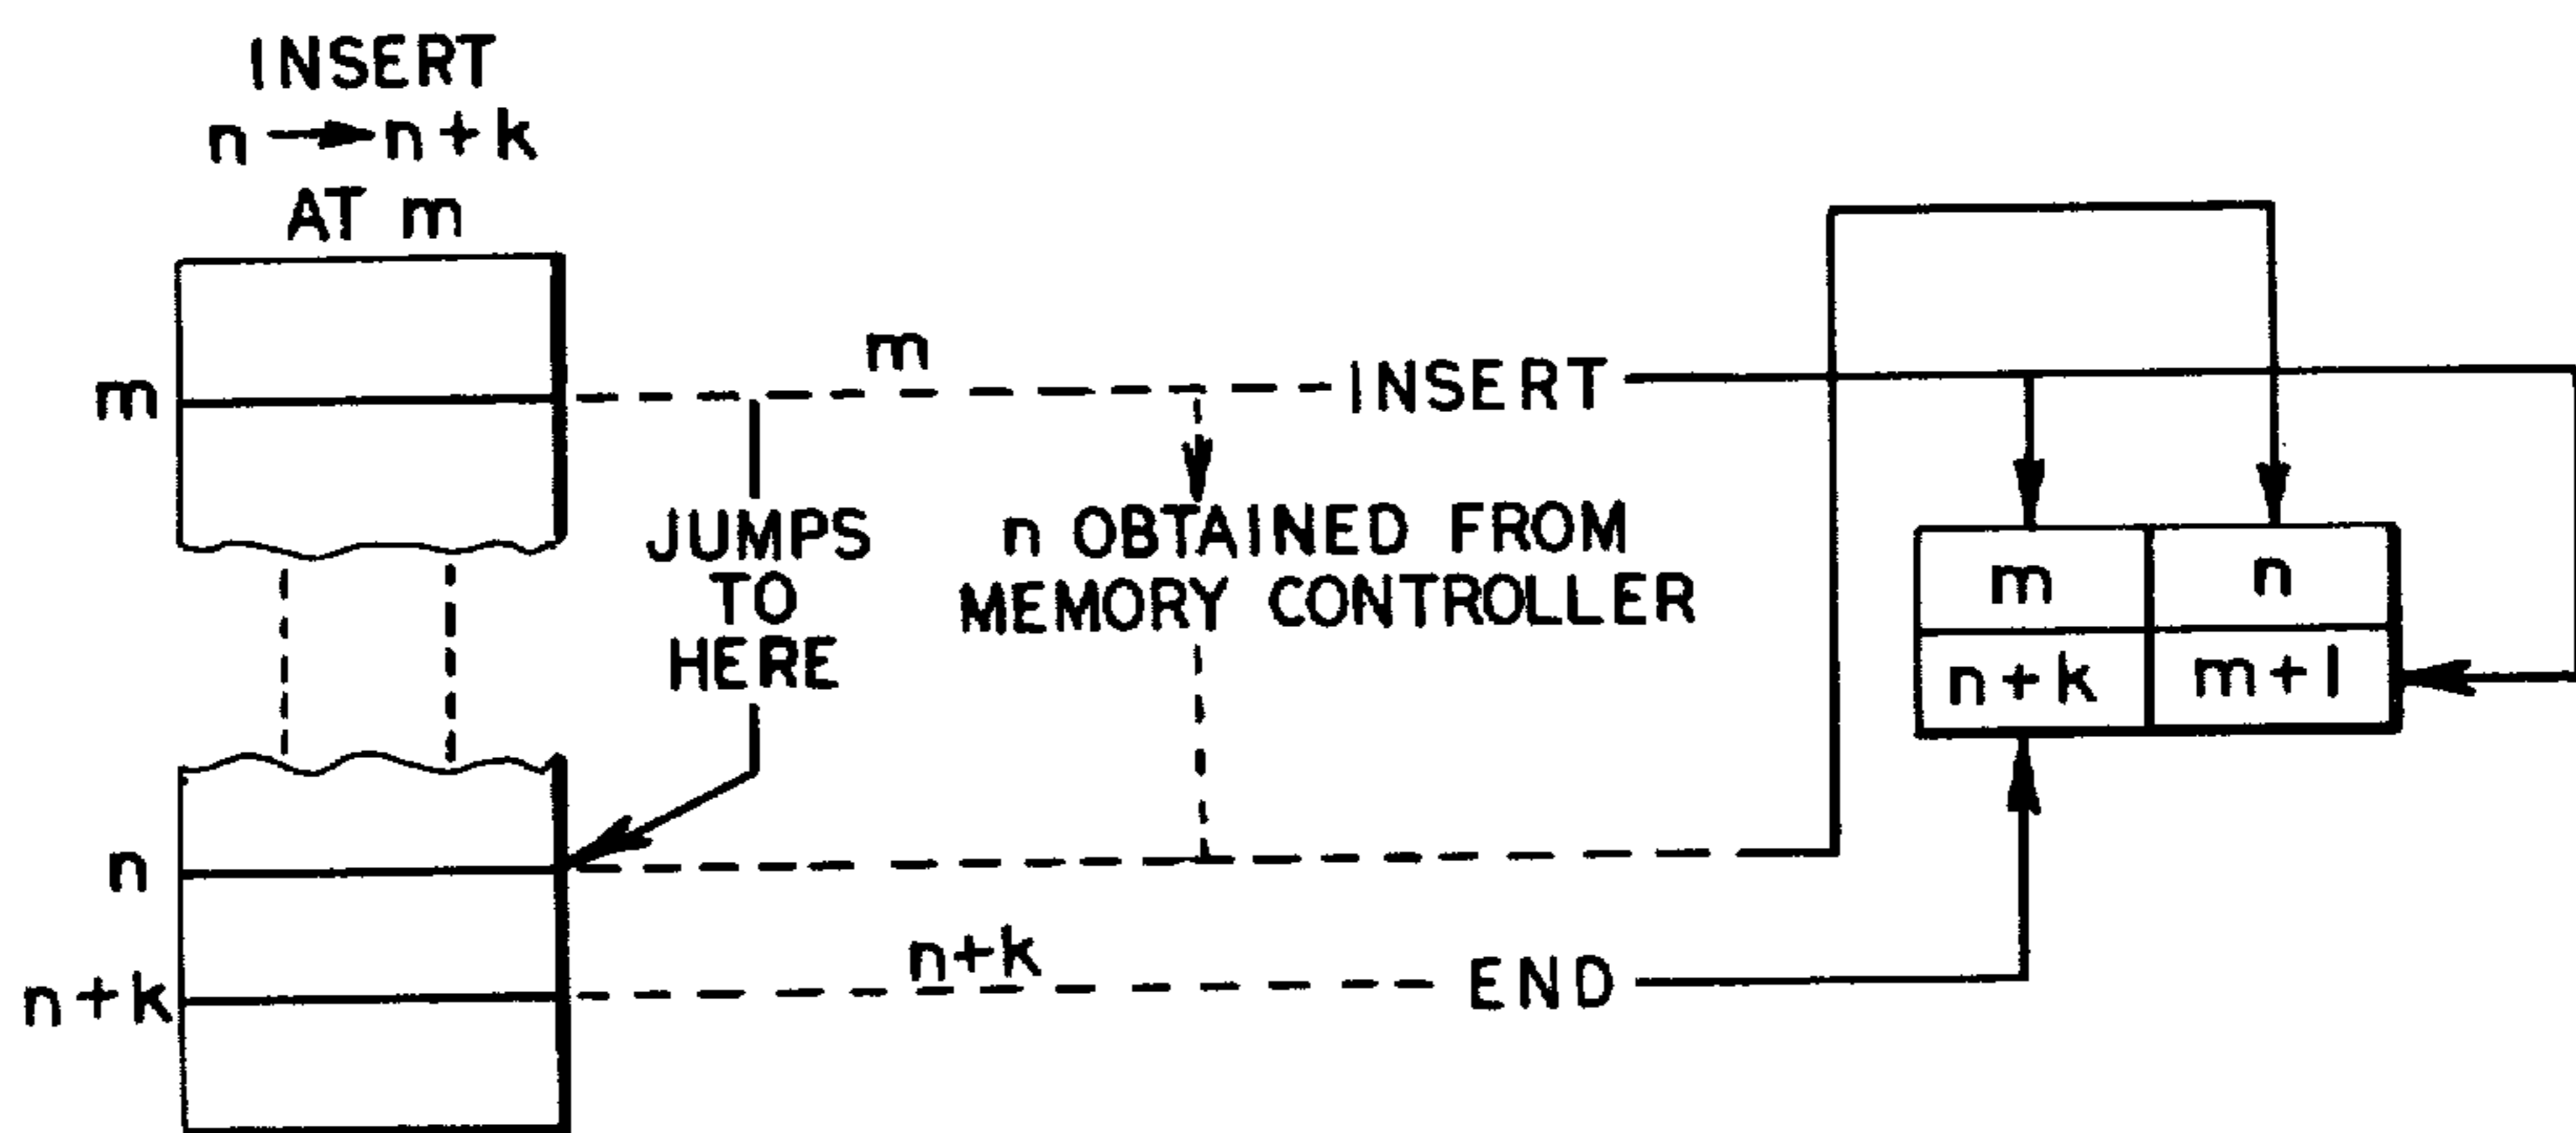 INSERT
n → n+k
AT m
m
m
INSERT
JUMPS
TO
HERE
n OBTAINED FROM
MEMORY CONTROLLER
m
n
n+k
m+1
n
n+k
n+k
END